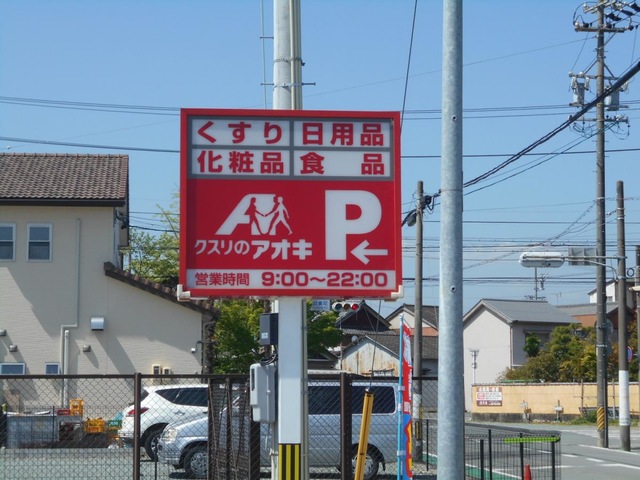 くすり 日用品
化粧品 食品
P
クスリのアオキ
営業時間 9:00～22:00